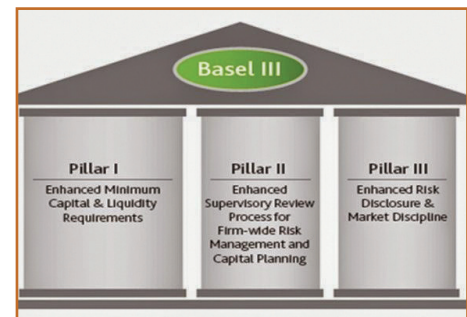 Basel III
Pillar I
Enhanced Minimum
Capital & Liquidity
Requirements
Pillar II
Enhanced
Supervisory Review
Process for
Firm-wide Risk
Management and
Capital Planning
Pillar III
Enhanced Risk
Disclosure &
Market Discipline